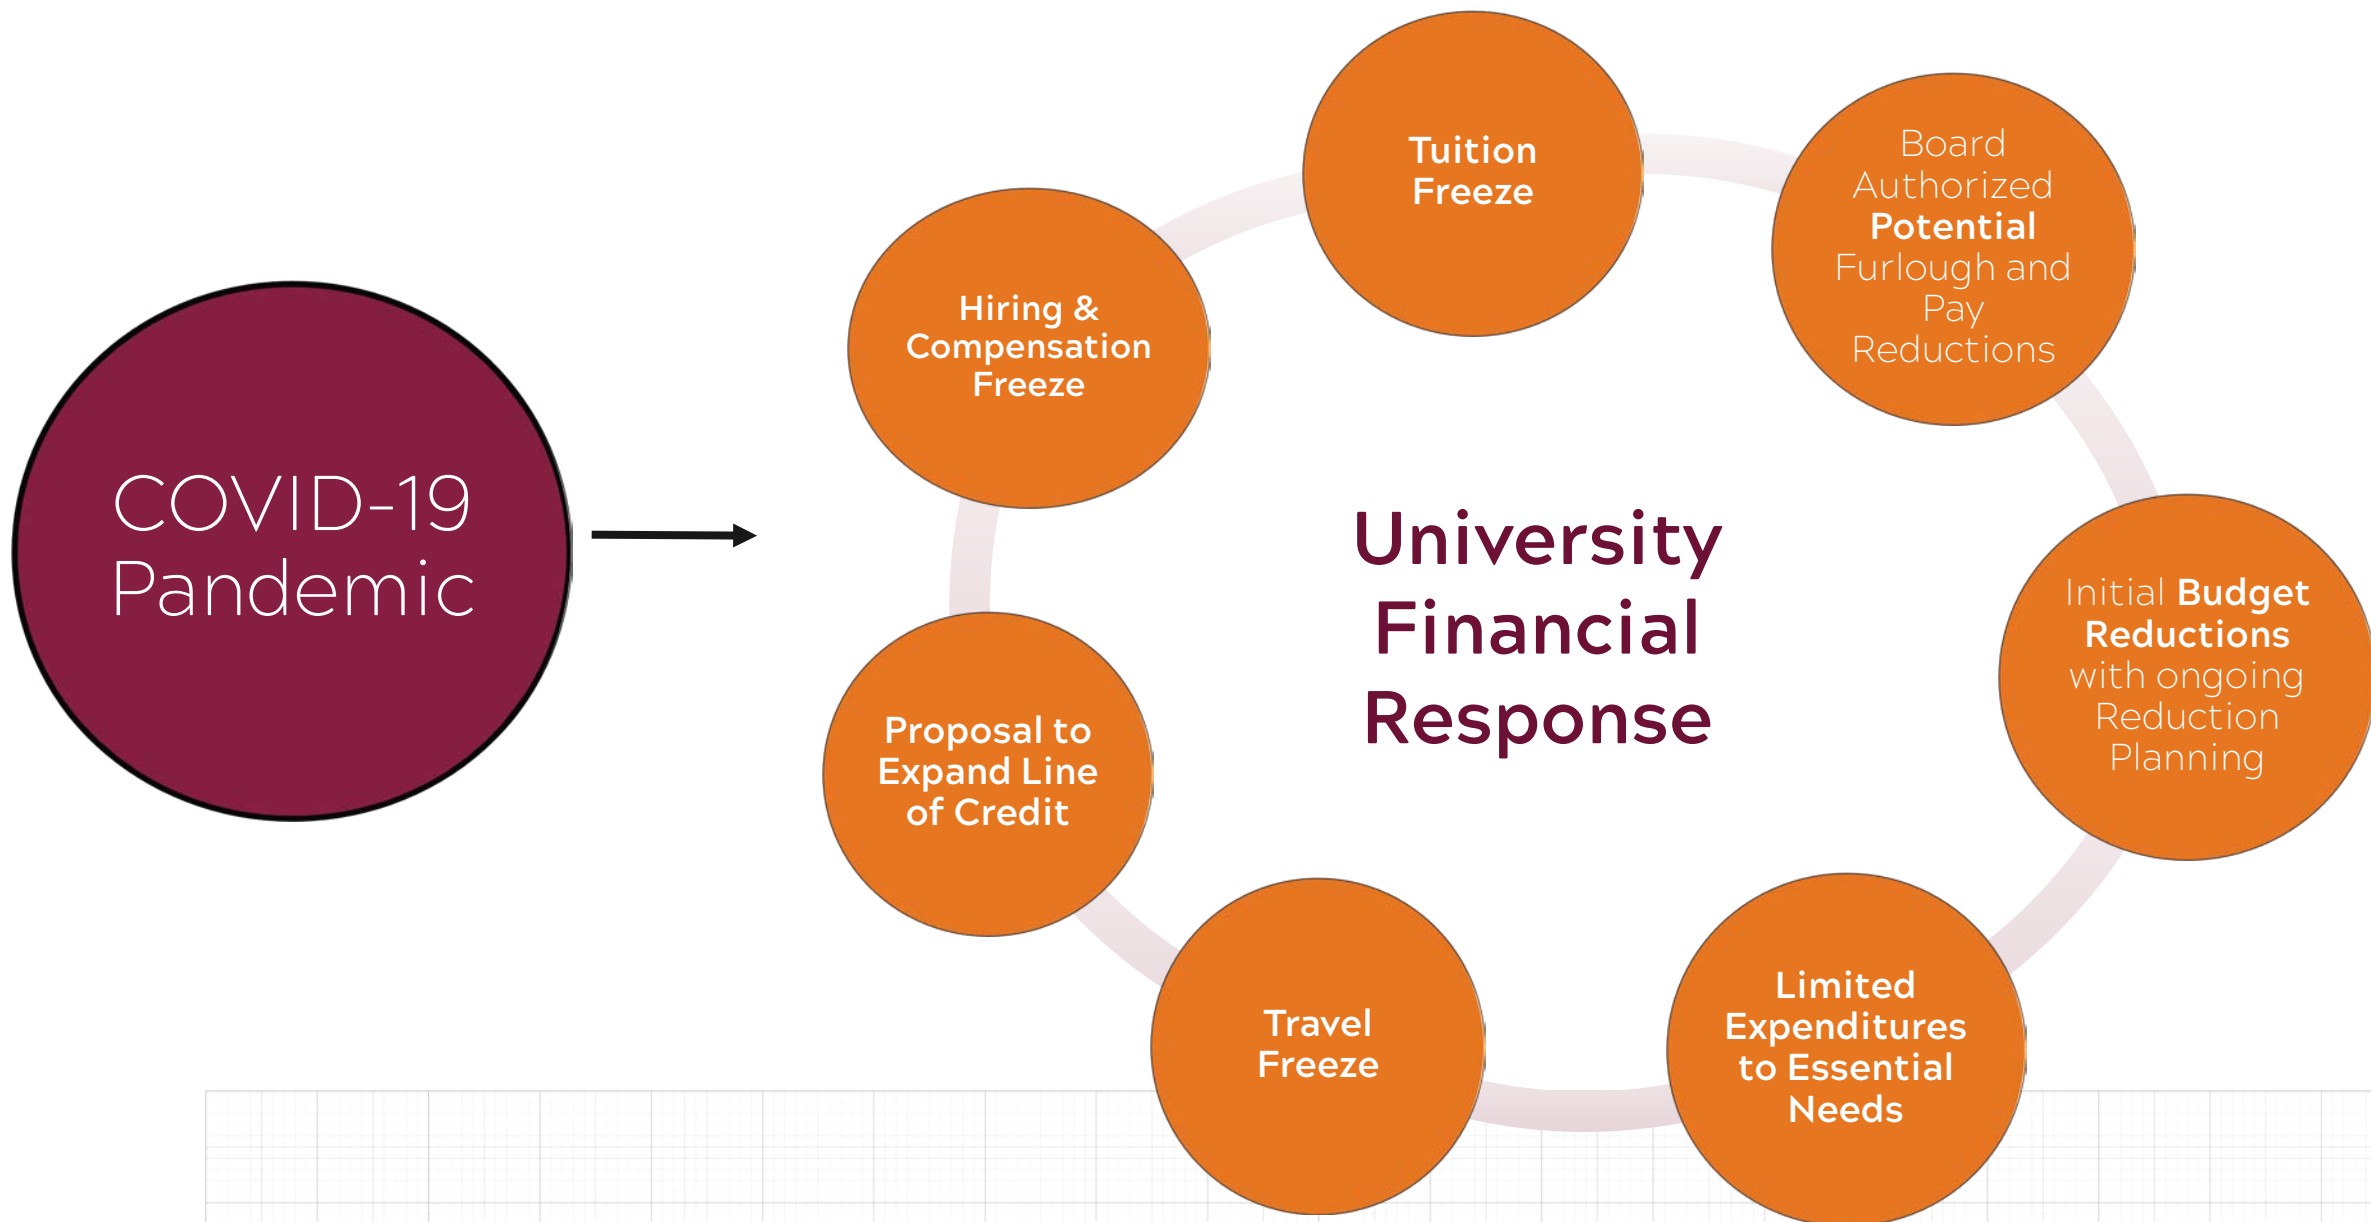 COVID-19
Pandemic
Tuition
Freeze
Board
Authorized
Potential
Furlough and
Pay
Reductions
Initial Budget
Reductions
with ongoing
Reduction
Planning
Limited
Expenditures
to Essential
Needs
Travel
Freeze
Proposal to
Expand Line
of Credit
Hiring &
Compensation
Freeze
University
Financial
Response